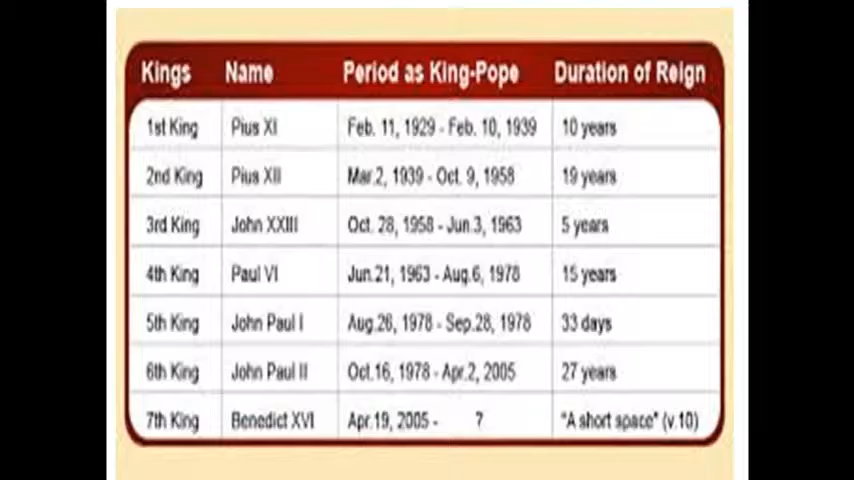 Kings Name Period as King-Pope Duration of Reign
1st King Pius XI Feb. 11, 1929 - Feb. 10, 1939 10 years
2nd King Pius XII Mar.2, 1939 - Oct. 9, 1958 19 years
3rd King John XXIII Oct. 28, 1958 - Jun.3, 1963 5 years
4th King Paul VI Jun.21, 1963 - Aug.6, 1978 15 years
5th King John Paul I Aug.26, 1978 - Sep.28, 1978 33 days
6th King John Paul II Oct.16, 1978 - Apr.2, 2005 27 years
7th King Benedict XVI Apr.19, 2005 - ? "A short space" (v.10)